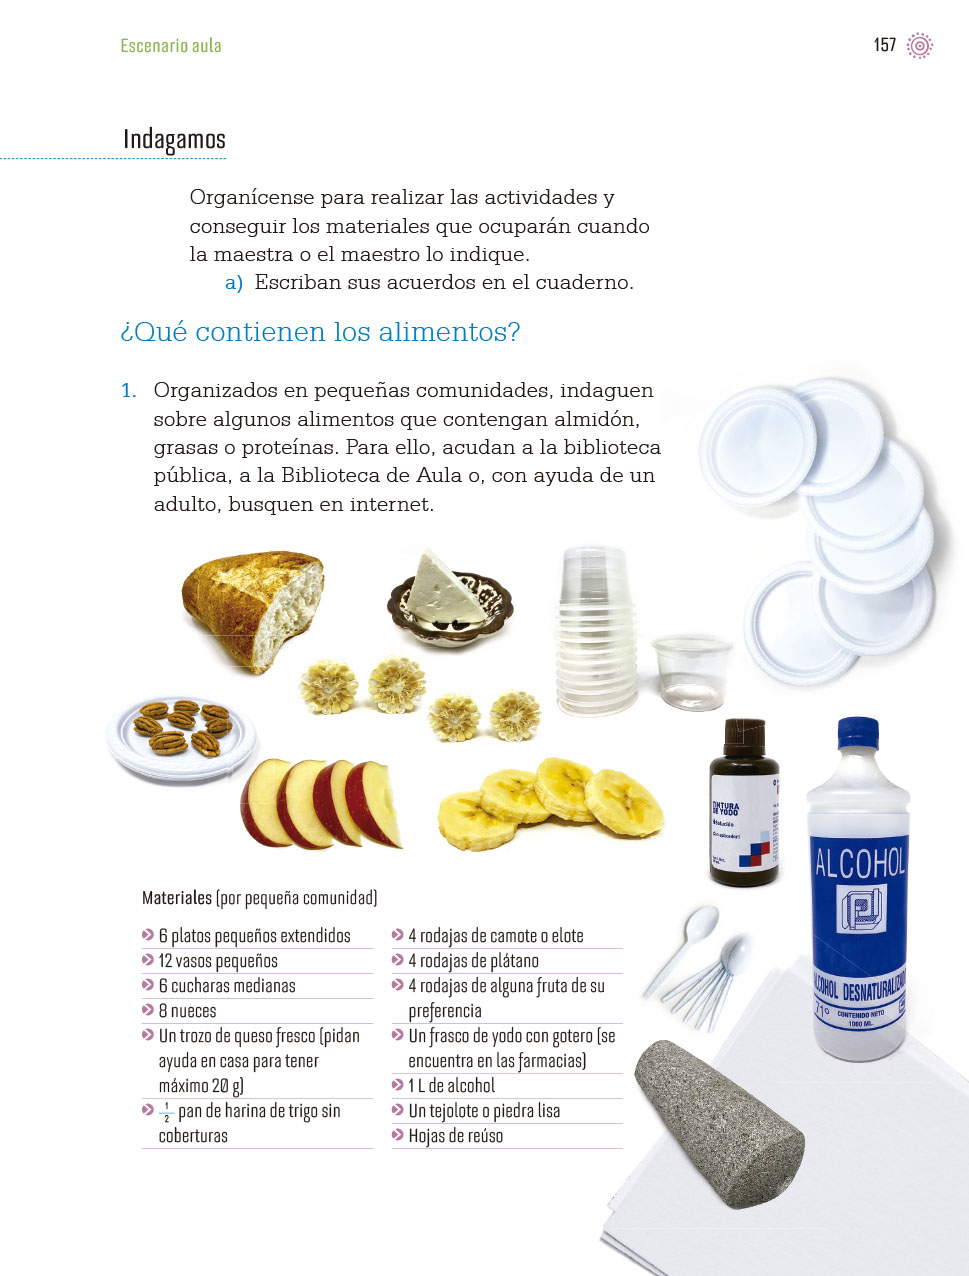 Escenario aula
157
Indagamos
Organícense para realizar las actividades y
conseguir los materiales que ocuparán cuando
la maestra o el maestro lo indique.
a) Escriban sus acuerdos en el cuaderno.
¿Qué contienen los alimentos?
1. Organizados en pequeñas comunidades, indaguen
sobre algunos alimentos que contengan almidón,
grasas o proteínas. Para ello, acudan a la biblioteca
pública, a la Biblioteca de Aula o, con ayuda de un
adulto, busquen en internet.
TINTURA
DE YODO
Solución
ALCOHOL
ALCOHOL DESNATURALIZADO
71°
CONTENIDO NETO
1000 ML.
Materiales (por pequeña comunidad)
6 platos pequeños extendidos
12 vasos pequeños
6 cucharas medianas
8 nueces
Un trozo de queso fresco (pidan
ayuda en casa para tener
máximo 20 g)
1/2 pan de harina de trigo sin
coberturas
4 rodajas de camote o elote
4 rodajas de plátano
4 rodajas de alguna fruta de su
preferencia
Un frasco de yodo con gotero (se
encuentra en las farmacias)
1 L de alcohol
Un tejolote o piedra lisa
Hojas de reúso